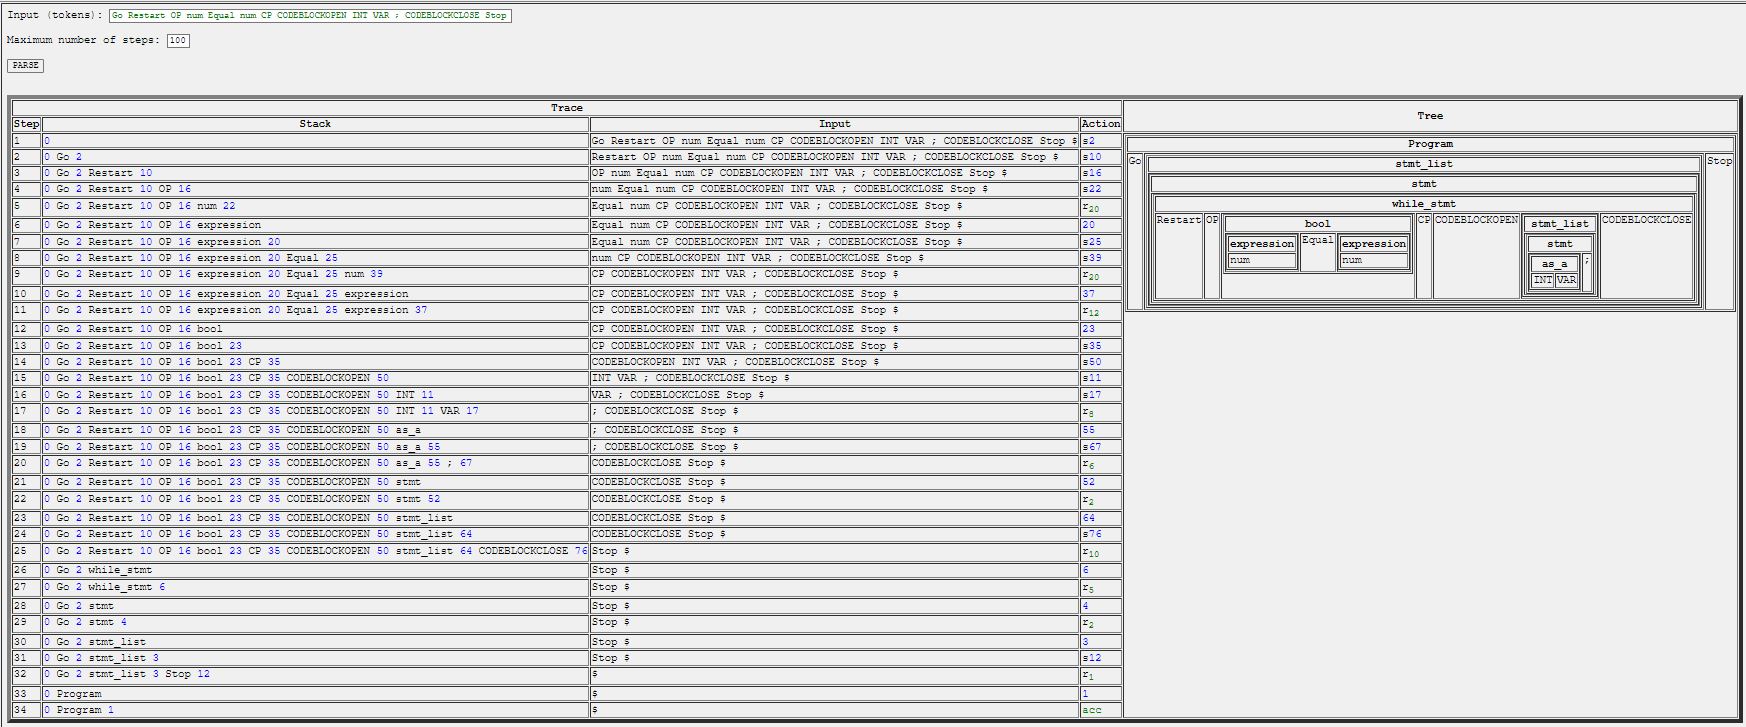 Input (tokens): Go Restart OP num Equal num CP CODEBLOCKOPEN INT VAR ; CODEBLOCKCLOSE Stop
Maximum number of steps: 100
PARSE
Trace
Step Stack Input Action
1 0 Go Restart OP num Equal num CP CODEBLOCKOPEN INT VAR ; CODEBLOCKCLOSE Stop $ s2
2 0 Go 2 Restart OP num Equal num CP CODEBLOCKOPEN INT VAR ; CODEBLOCKCLOSE Stop $ s10
3 0 Go 2 Restart 10 OP num Equal num CP CODEBLOCKOPEN INT VAR ; CODEBLOCKCLOSE Stop $ s16
4 0 Go 2 Restart 10 OP 16 num Equal num CP CODEBLOCKOPEN INT VAR ; CODEBLOCKCLOSE Stop $ s22
5 0 Go 2 Restart 10 OP 16 num 22 Equal num CP CODEBLOCKOPEN INT VAR ; CODEBLOCKCLOSE Stop $ r20
6 0 Go 2 Restart 10 OP 16 expression Equal num CP CODEBLOCKOPEN INT VAR ; CODEBLOCKCLOSE Stop $ 20
7 0 Go 2 Restart 10 OP 16 expression 20 Equal num CP CODEBLOCKOPEN INT VAR ; CODEBLOCKCLOSE Stop $ s25
8 0 Go 2 Restart 10 OP 16 expression 20 Equal 25 num CP CODEBLOCKOPEN INT VAR ; CODEBLOCKCLOSE Stop $ s39
9 0 Go 2 Restart 10 OP 16 expression 20 Equal 25 num 39 CP CODEBLOCKOPEN INT VAR ; CODEBLOCKCLOSE Stop $ r20
10 0 Go 2 Restart 10 OP 16 expression 20 Equal 25 expression CP CODEBLOCKOPEN INT VAR ; CODEBLOCKCLOSE Stop $ 37
11 0 Go 2 Restart 10 OP 16 expression 20 Equal 25 expression 37 CP CODEBLOCKOPEN INT VAR ; CODEBLOCKCLOSE Stop $ r12
12 0 Go 2 Restart 10 OP 16 bool CP CODEBLOCKOPEN INT VAR ; CODEBLOCKCLOSE Stop $ 23
13 0 Go 2 Restart 10 OP 16 bool 23 CP CODEBLOCKOPEN INT VAR ; CODEBLOCKCLOSE Stop $ s35
14 0 Go 2 Restart 10 OP 16 bool 23 CP 35 CODEBLOCKOPEN INT VAR ; CODEBLOCKCLOSE Stop $ s50
15 0 Go 2 Restart 10 OP 16 bool 23 CP 35 CODEBLOCKOPEN 50 INT VAR ; CODEBLOCKCLOSE Stop $ s11
16 0 Go 2 Restart 10 OP 16 bool 23 CP 35 CODEBLOCKOPEN 50 INT 11 VAR ; CODEBLOCKCLOSE Stop $ s17
17 0 Go 2 Restart 10 OP 16 bool 23 CP 35 CODEBLOCKOPEN 50 INT 11 VAR 17 ; CODEBLOCKCLOSE Stop $ r8
18 0 Go 2 Restart 10 OP 16 bool 23 CP 35 CODEBLOCKOPEN 50 as_a ; CODEBLOCKCLOSE Stop $ 55
19 0 Go 2 Restart 10 OP 16 bool 23 CP 35 CODEBLOCKOPEN 50 as_a 55 ; CODEBLOCKCLOSE Stop $ s67
20 0 Go 2 Restart 10 OP 16 bool 23 CP 35 CODEBLOCKOPEN 50 as_a 55 ; 67 CODEBLOCKCLOSE Stop $ r6
21 0 Go 2 Restart 10 OP 16 bool 23 CP 35 CODEBLOCKOPEN 50 stmt CODEBLOCKCLOSE Stop $ 52
22 0 Go 2 Restart 10 OP 16 bool 23 CP 35 CODEBLOCKOPEN 50 stmt 52 CODEBLOCKCLOSE Stop $ r2
23 0 Go 2 Restart 10 OP 16 bool 23 CP 35 CODEBLOCKOPEN 50 stmt_list CODEBLOCKCLOSE Stop $ 64
24 0 Go 2 Restart 10 OP 16 bool 23 CP 35 CODEBLOCKOPEN 50 stmt_list 64 CODEBLOCKCLOSE Stop $ s76
25 0 Go 2 Restart 10 OP 16 bool 23 CP 35 CODEBLOCKOPEN 50 stmt_list 64 CODEBLOCKCLOSE 76 Stop $ r10
26 0 Go 2 while_stmt Stop $ 6
27 0 Go 2 while_stmt 6 Stop $ r5
28 0 Go 2 stmt Stop $ 4
29 0 Go 2 stmt 4 Stop $ r2
30 0 Go 2 stmt_list Stop $ 3
31 0 Go 2 stmt_list 3 Stop $ s12
32 0 Go 2 stmt_list 3 Stop 12 $ r1
33 0 Program $ 1
34 0 Program 1 $ acc
Tree
Program
Go stmt_list Stop
stmt
while_stmt
Restart OP bool CP CODEBLOCKOPEN stmt_list CODEBLOCKCLOSE
expression Equal expression stmt
num num as_a ;
INT VAR